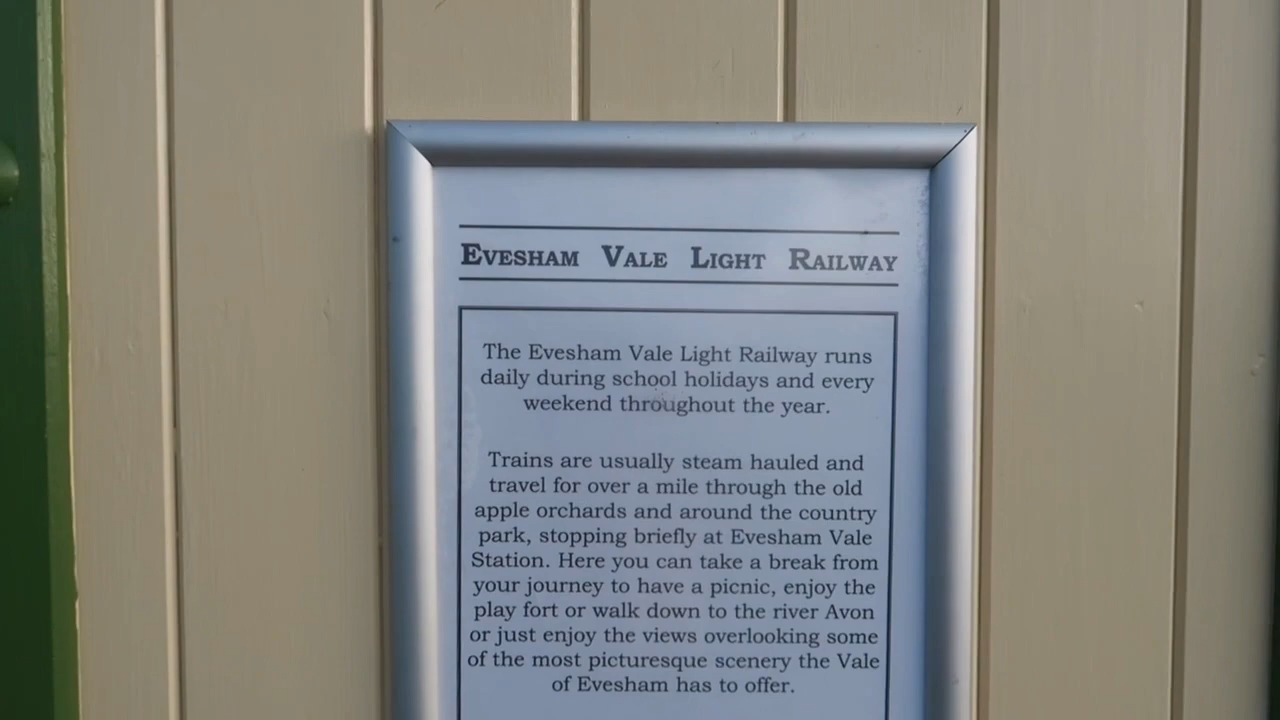 EVESHAM VALE LIGHT RAILWAY
The Evesham Vale Light Railway runs
daily during school holidays and every
weekend throughout the year.
Trains are usually steam hauled and
travel for over a mile through the old
apple orchards and around the country
park, stopping briefly at Evesham Vale
Station. Here you can take a break from
your journey to have a picnic, enjoy the
play fort or walk down to the river Avon
or just enjoy the views overlooking some
of the most picturesque scenery the Vale
of Evesham has to offer.